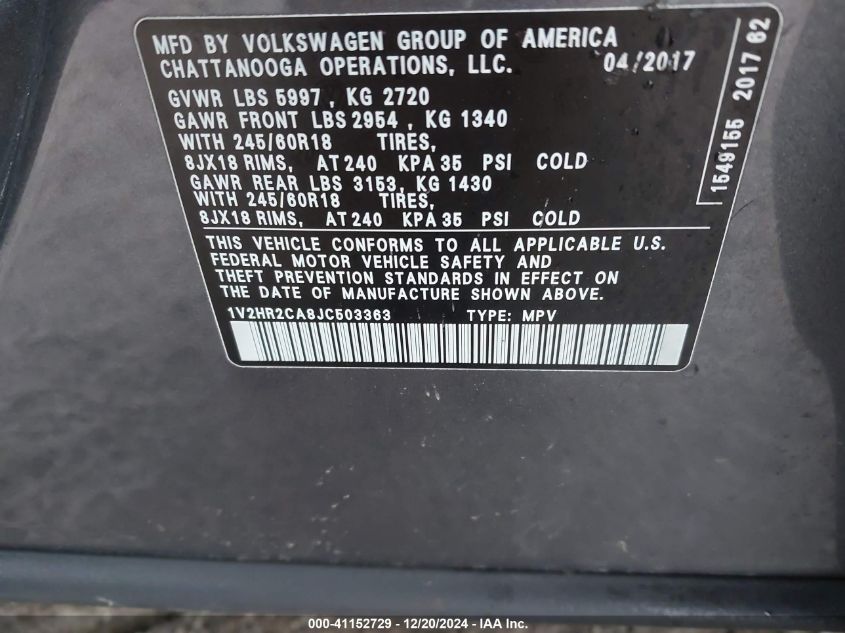 MFD BY VOLKSWAGEN GROUP OF AMERICA
CHATTANOOGA OPERATIONS, LLC. 04/2017
GVWR LBS 5997 , KG 2720
GAWR FRONT LBS 2954 , KG 1340
WITH 245/60R18 TIRES,
8JX18 RIMS, AT 240 KPA 35 PSI COLD
GAWR REAR LBS 3153, KG 1430
WITH 245/60R18 TIRES,
8JX18 RIMS, AT 240 KPA 35 PSI COLD
THIS VEHICLE CONFORMS TO ALL APPLICABLE U.S.
FEDERAL MOTOR VEHICLE SAFETY AND
THEFT PREVENTION STANDARDS IN EFFECT ON
THE DATE OF MANUFACTURE SHOWN ABOVE.
1V2HR2CA8JC503363 TYPE: MPV
1549155 2017 62
000-41152729 - 12/20/2024 - IAA Inc.